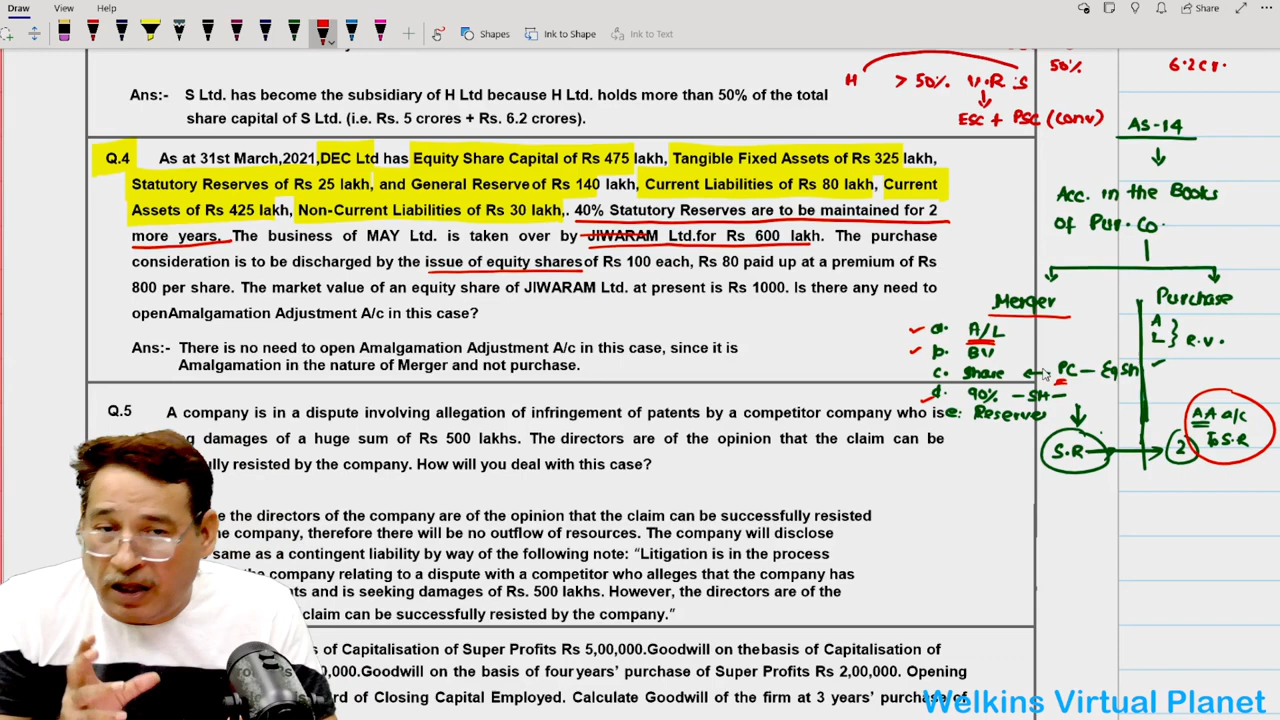 Draw View Help Share
Shapes Ink to Shape Ink to Text
H > 50% V.R is
50% 6.2 cr.
ESC + PSC (conv)
Ans:- S Ltd. has become the subsidiary of H Ltd because H Ltd. holds more than 50% of the total
share capital of S Ltd. (i.e. Rs. 5 crores + Rs. 6.2 crores).
Q.4 As at 31st March,2021,DEC Ltd has Equity Share Capital of Rs 475 lakh, Tangible Fixed Assets of Rs 325 lakh,
Statutory Reserves of Rs 25 lakh, and General Reserve of Rs 140 lakh, Current Liabilities of Rs 80 lakh, Current
Assets of Rs 425 lakh, Non-Current Liabilities of Rs 30 lakh,. 40% Statutory Reserves are to be maintained for 2
more years. The business of MAY Ltd. is taken over by JIWARAM Ltd.for Rs 600 lakh. The purchase
consideration is to be discharged by the issue of equity shares of Rs 100 each, Rs 80 paid up at a premium of Rs
800 per share. The market value of an equity share of JIWARAM Ltd. at present is Rs 1000. Is there any need to
openAmalgamation Adjustment A/c in this case?
Ans:- There is no need to open Amalgamation Adjustment A/c in this case, since it is
Amalgamation in the nature of Merger and not purchase.
AS-14
Acc. in the Books
of Pur. Co.
Merger Purchase
a. A/L
b. BV
c. Share ← PC - Eq Sh
d. 90% - SH -
e. Reserves
A
L } R.V.
S.R → 2
AA a/c
To S.R
Q.5 A company is in a dispute involving allegation of infringement of patents by a competitor company who is
damages of a huge sum of Rs 500 lakhs. The directors are of the opinion that the claim can be
resisted by the company. How will you deal with this case?
the directors of the company are of the opinion that the claim can be successfully resisted
company, therefore there will be no outflow of resources. The company will disclose
same as a contingent liability by way of the following note: “Litigation is in the process
the company relating to a dispute with a competitor who alleges that the company has
and is seeking damages of Rs. 500 lakhs. However, the directors are of the
claim can be successfully resisted by the company.”
of Capitalisation of Super Profits Rs 5,00,000.Goodwill on thebasis of Capitalisation of
Goodwill on the basis of fouryears’ purchase of Super Profits Rs 2,00,000. Opening
of Closing Capital Employed. Calculate Goodwill of the firm at 3 years’ purchase of
Welkins Virtual Planet